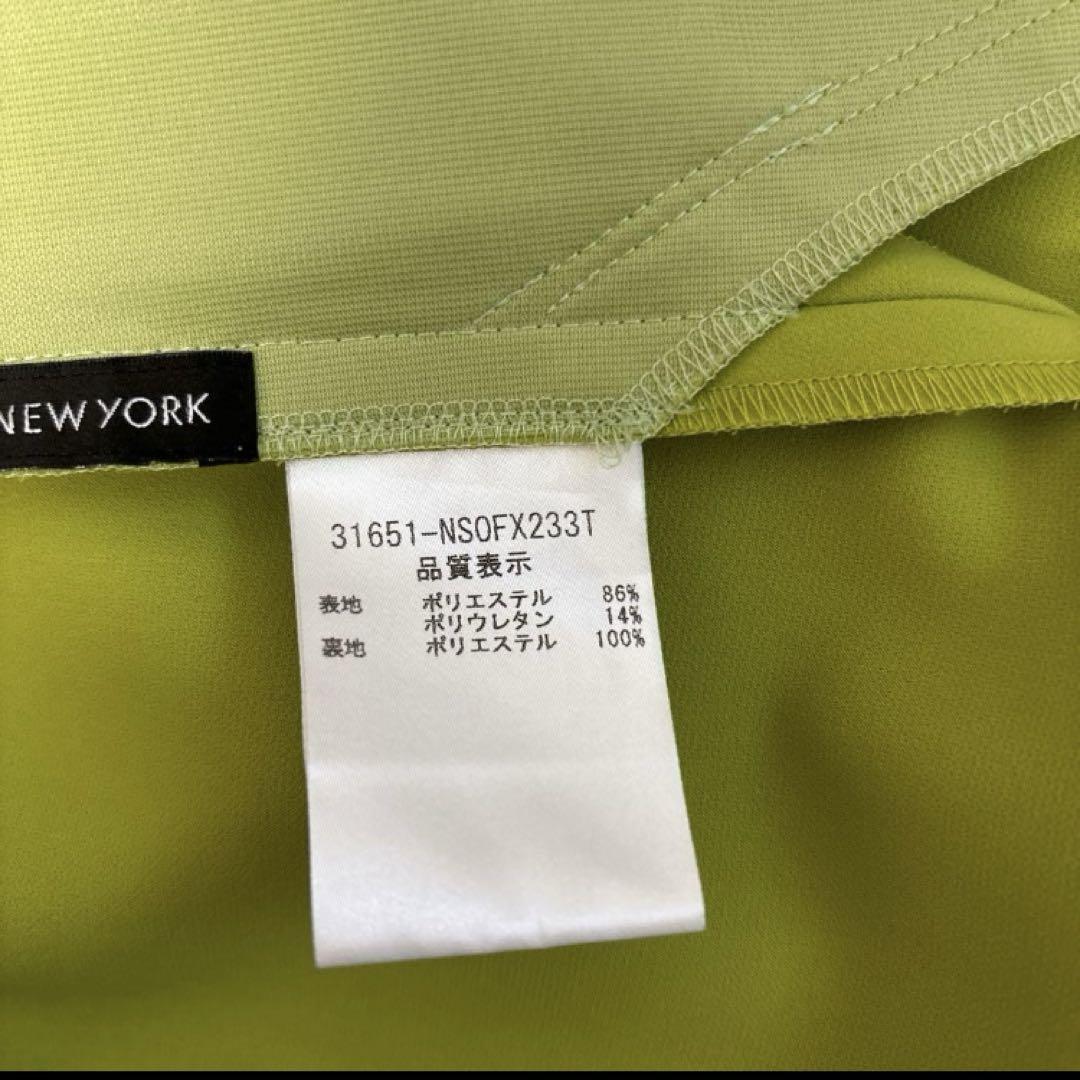 NEW YORK
31651-NSOFX233T
品質表示
表地 ポリエステル 86%
ポリウレタン 14%
裏地 ポリエステル 100%